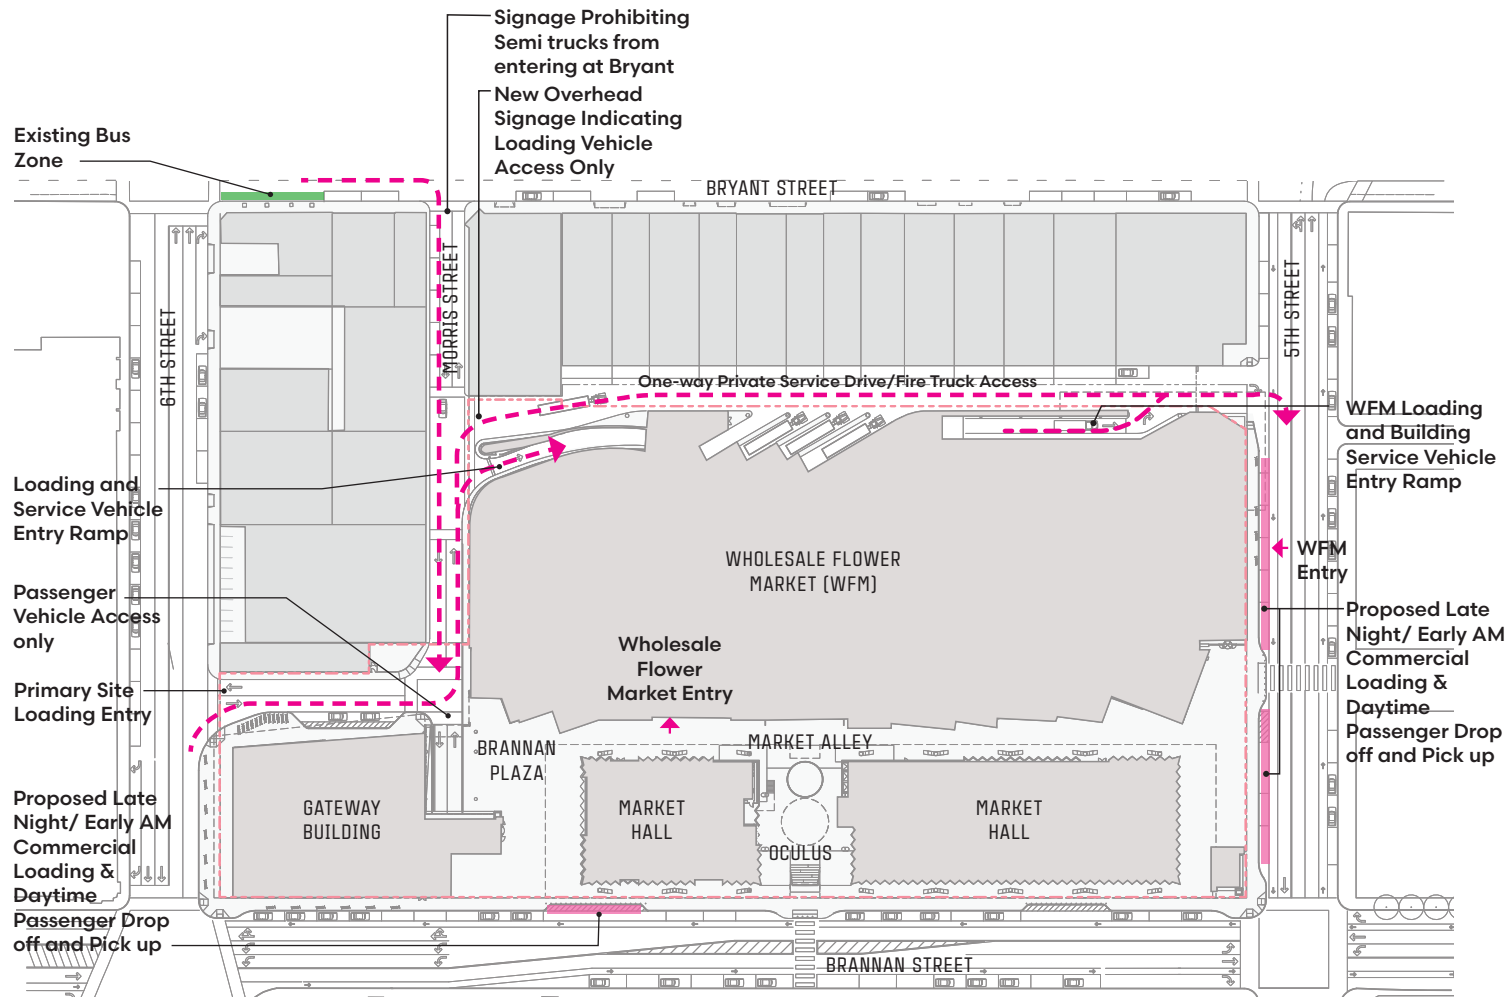 Signage Prohibiting
Semi trucks from
entering at Bryant
New Overhead
Signage Indicating
Loading Vehicle
Access Only
Existing Bus
Zone
BRYANT STREET
6TH STREET
MORRIS STREET
5TH STREET
One-way Private Service Drive/Fire Truck Access
WFM Loading
and Building
Service Vehicle
Entry Ramp
Loading and
Service Vehicle
Entry Ramp
WHOLESALE FLOWER
MARKET (WFM)
WFM
Entry
Passenger
Vehicle Access
only
Proposed Late
Night/ Early AM
Commercial
Loading &
Daytime
Passenger Drop
off and Pick up
Wholesale
Flower
Market Entry
Primary Site
Loading Entry
BRANNAN
PLAZA
MARKET ALLEY
GATEWAY
BUILDING
MARKET
HALL
MARKET
HALL
OCULUS
Proposed Late
Night/ Early AM
Commercial
Loading &
Daytime
Passenger Drop
off and Pick up
BRANNAN STREET